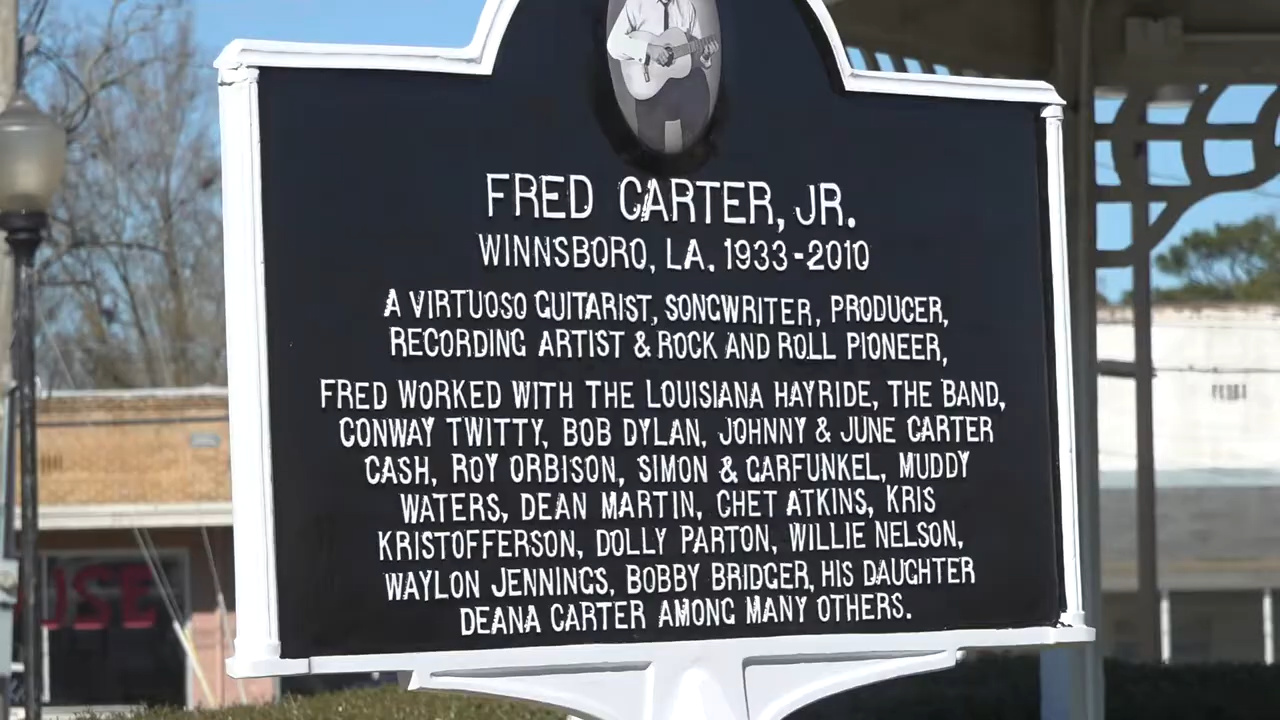 FRED CARTER, JR.
WINNSBORO, LA. 1933-2010
A VIRTUOSO GUITARIST, SONGWRITER, PRODUCER,
RECORDING ARTIST & ROCK AND ROLL PIONEER,
FRED WORKED WITH THE LOUISIANA HAYRIDE, THE BAND,
CONWAY TWITTY, BOB DYLAN, JOHNNY & JUNE CARTER
CASH, ROY ORBISON, SIMON & GARFUNKEL, MUDDY
WATERS, DEAN MARTIN, CHET ATKINS, KRIS
KRISTOFFERSON, DOLLY PARTON, WILLIE NELSON,
WAYLON JENNINGS, BOBBY BRIDGER, HIS DAUGHTER
DEANA CARTER AMONG MANY OTHERS.